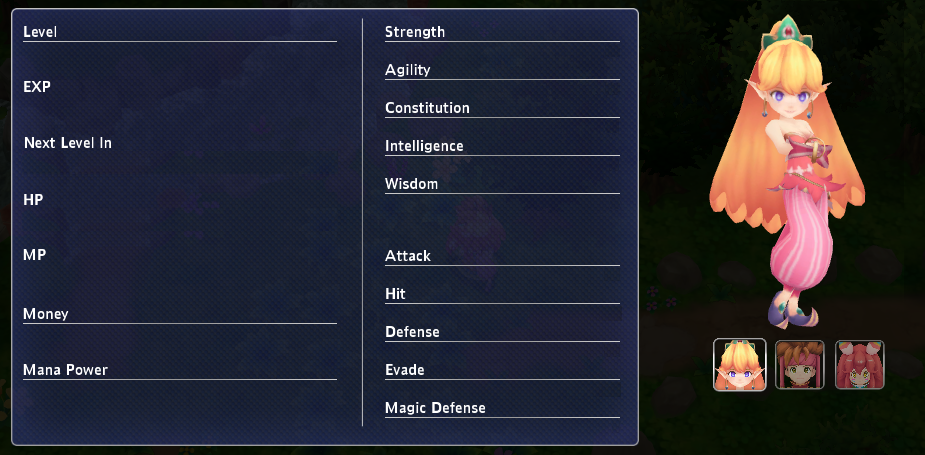 Level
EXP
Next Level In
HP
MP
Money
Mana Power
Strength
Agility
Constitution
Intelligence
Wisdom
Attack
Hit
Defense
Evade
Magic Defense